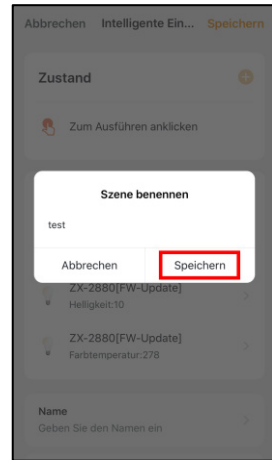 Abbrechen Intelligente Ein... Speichern
Zustand
Zum Ausführen anklicken
Szene benennen
test
Abbrechen Speichern
ZX-2880[FW-Update]
Helligkeit:10
ZX-2880[FW-Update]
Farbtemperatur:278
Name
Geben Sie den Namen ein